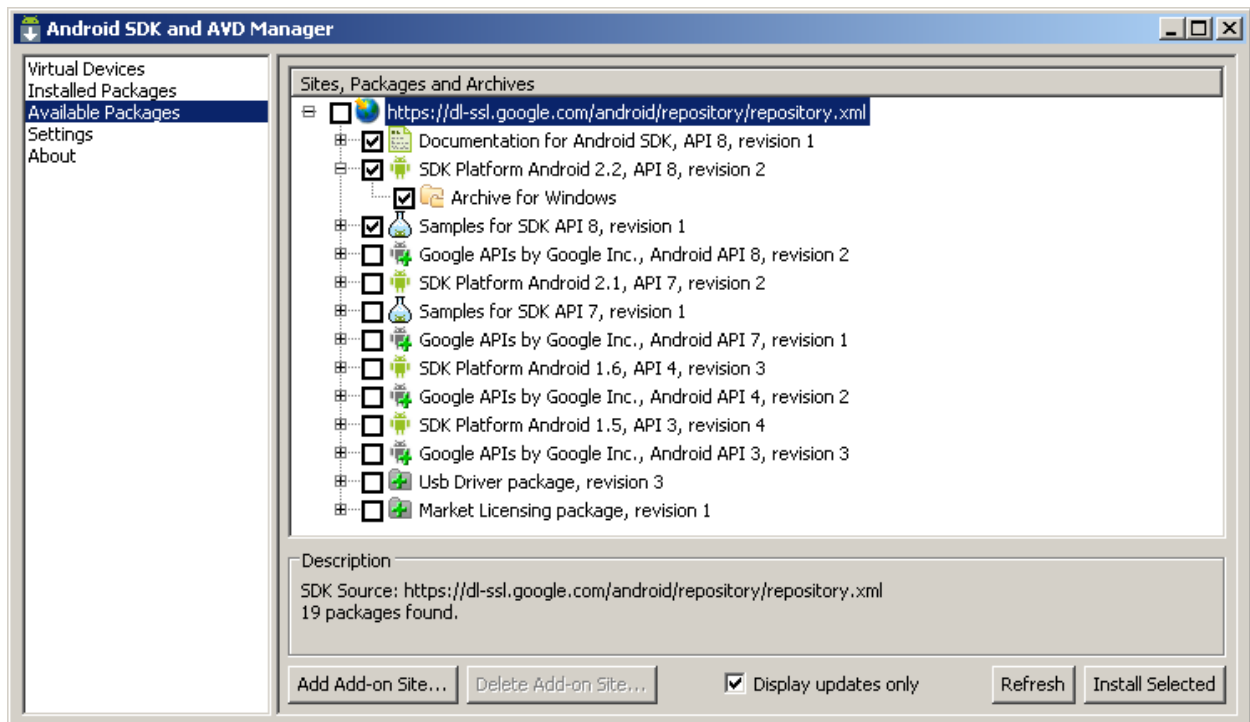 Android SDK and AVD Manager
Virtual Devices
Installed Packages
Available Packages
Settings
About
Sites, Packages and Archives
https://dl-ssl.google.com/android/repository/repository.xml
Documentation for Android SDK, API 8, revision 1
SDK Platform Android 2.2, API 8, revision 2
Archive for Windows
Samples for SDK API 8, revision 1
Google APIs by Google Inc., Android API 8, revision 2
SDK Platform Android 2.1, API 7, revision 2
Samples for SDK API 7, revision 1
Google APIs by Google Inc., Android API 7, revision 1
SDK Platform Android 1.6, API 4, revision 3
Google APIs by Google Inc., Android API 4, revision 2
SDK Platform Android 1.5, API 3, revision 4
Google APIs by Google Inc., Android API 3, revision 3
Usb Driver package, revision 3
Market Licensing package, revision 1
Description
SDK Source: https://dl-ssl.google.com/android/repository/repository.xml
19 packages found.
Add Add-on Site... Delete Add-on Site... Display updates only Refresh Install Selected